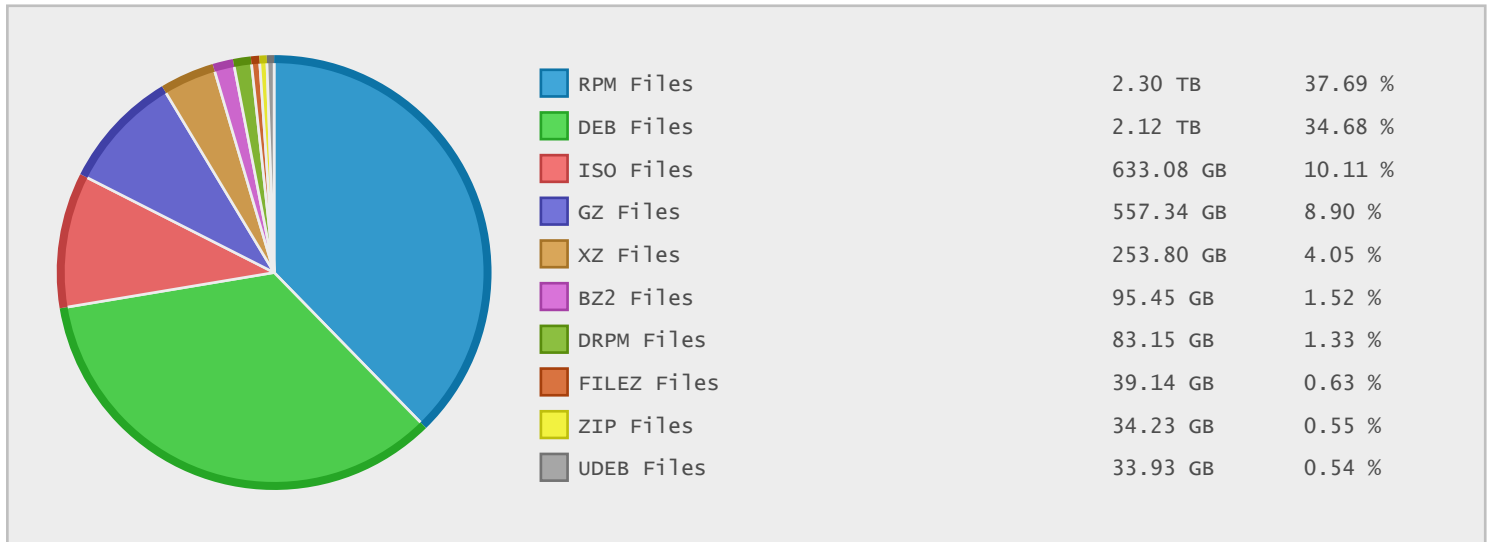 RPM Files 2.30 TB 37.69 %
DEB Files 2.12 TB 34.68 %
ISO Files 633.08 GB 10.11 %
GZ Files 557.34 GB 8.90 %
XZ Files 253.80 GB 4.05 %
BZ2 Files 95.45 GB 1.52 %
DRPM Files 83.15 GB 1.33 %
FILEZ Files 39.14 GB 0.63 %
ZIP Files 34.23 GB 0.55 %
UDEB Files 33.93 GB 0.54 %